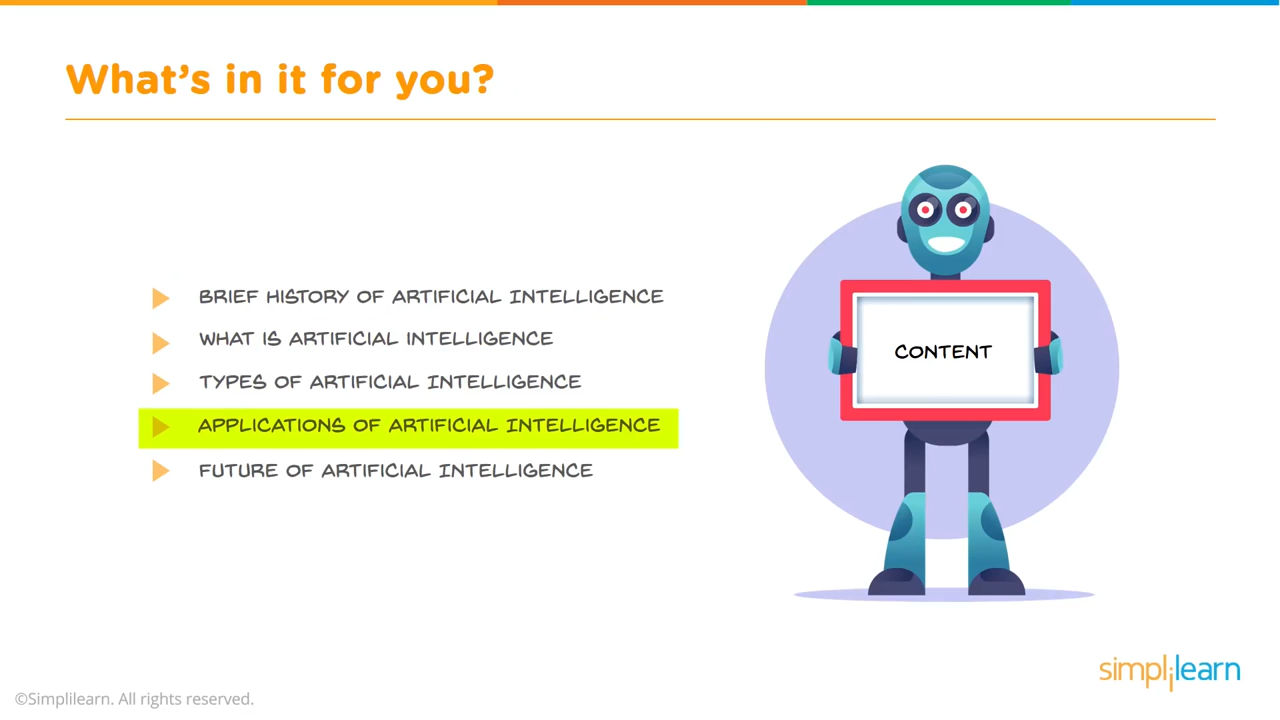 What's in it for you?
BRIEF HISTORY OF ARTIFICIAL INTELLIGENCE
WHAT IS ARTIFICIAL INTELLIGENCE
TYPES OF ARTIFICIAL INTELLIGENCE
APPLICATIONS OF ARTIFICIAL INTELLIGENCE
FUTURE OF ARTIFICIAL INTELLIGENCE
CONTENT
simplilearn
©Simplilearn. All rights reserved.